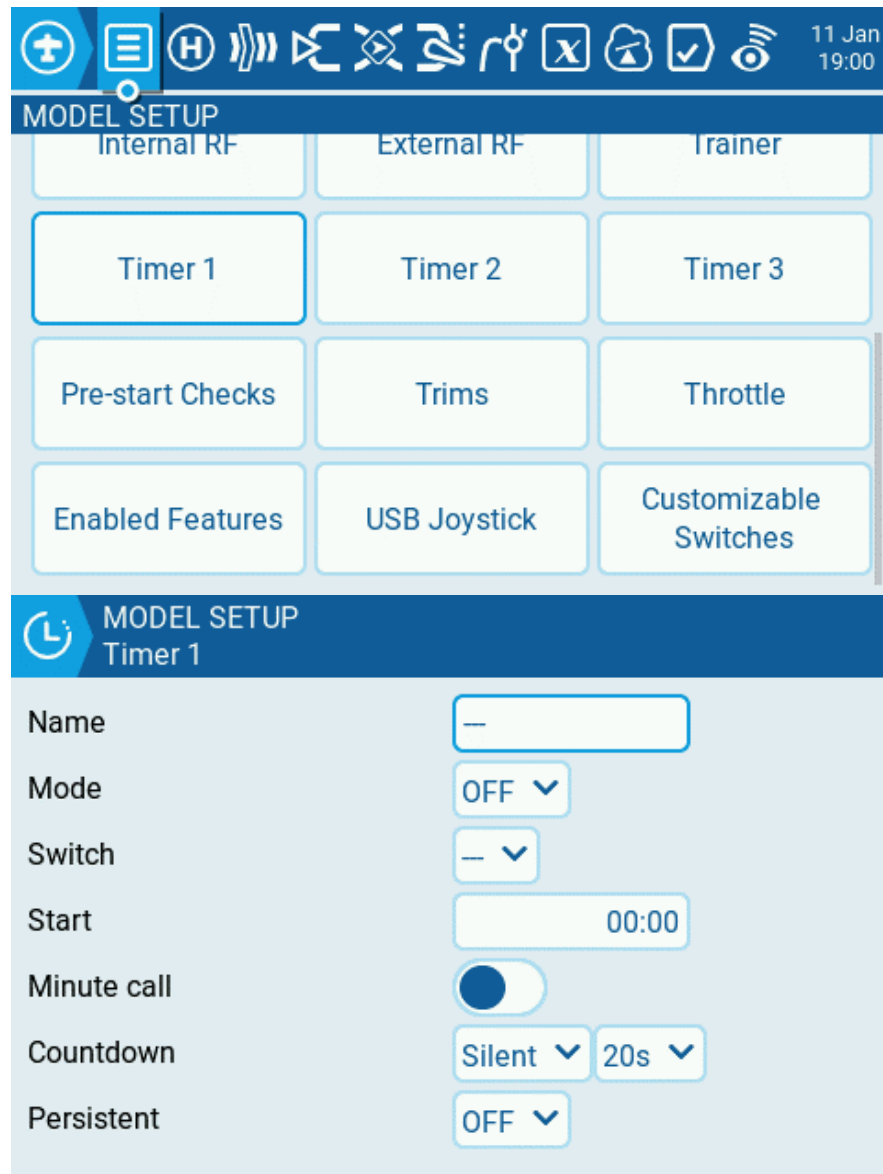 11 Jan
19:00
MODEL SETUP
Internal RF
External RF
Trainer
Timer 1
Timer 2
Timer 3
Pre-start Checks
Trims
Throttle
Enabled Features
USB Joystick
Customizable
Switches
MODEL SETUP
Timer 1
Name
---
Mode
OFF
Switch
---
Start
00:00
Minute call
Countdown
Silent
20s
Persistent
OFF